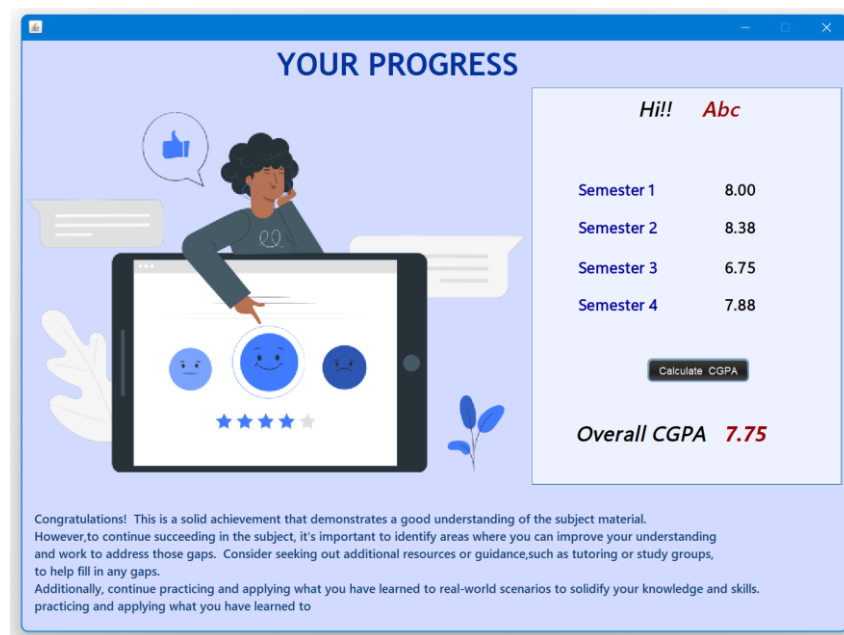 YOUR PROGRESS
Hi!! Abc
Semester 1 8.00
Semester 2 8.38
Semester 3 6.75
Semester 4 7.88
Calculate CGPA
Overall CGPA 7.75
Congratulations!  This is a solid achievement that demonstrates a good understanding of the subject material.
However,to continue succeeding in the subject, it's important to identify areas where you can improve your understanding
and work to address those gaps.  Consider seeking out additional resources or guidance,such as tutoring or study groups,
to help fill in any gaps.
Additionally, continue practicing and applying what you have learned to real-world scenarios to solidify your knowledge and skills.
practicing and applying what you have learned to